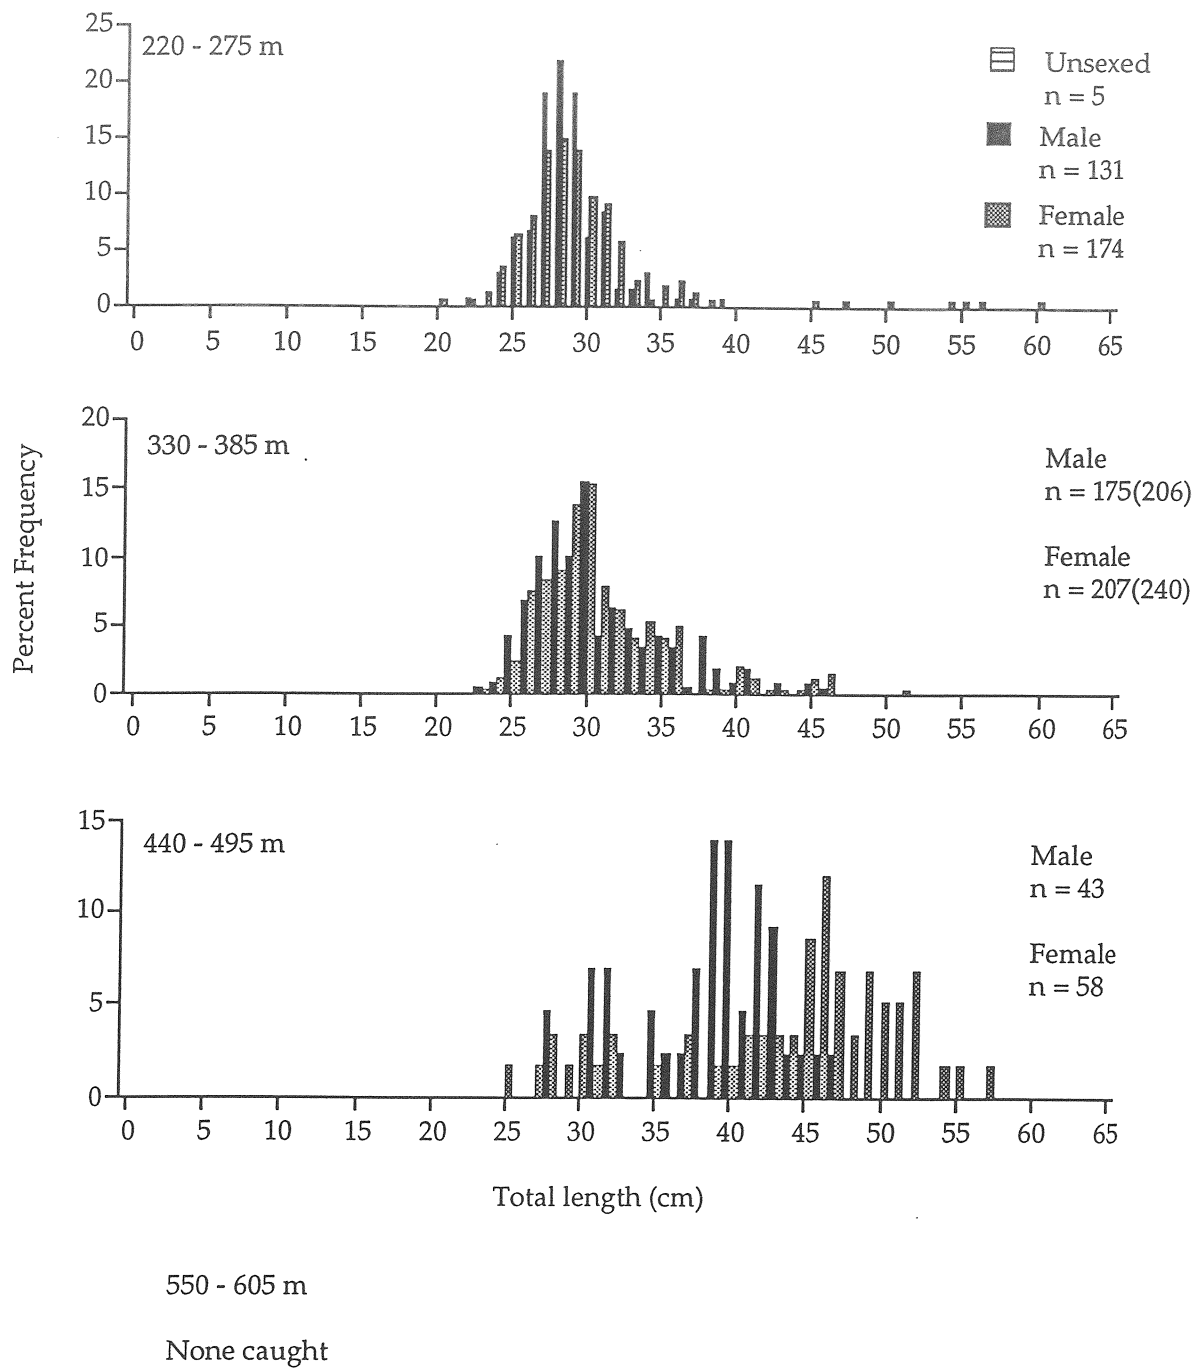 25
220 - 275 m
20
15
10
5
0
0 5 10 15 20 25 30 35 40 45 50 55 60 65
Unsexed
n = 5
Male
n = 131
Female
n = 174
Percent Frequency
20
330 - 385 m
15
10
5
0
0 5 10 15 20 25 30 35 40 45 50 55 60 65
Male
n = 175(206)
Female
n = 207(240)
15
440 - 495 m
10
5
0
0 5 10 15 20 25 30 35 40 45 50 55 60 65
Male
n = 43
Female
n = 58
Total length (cm)
550 - 605 m
None caught